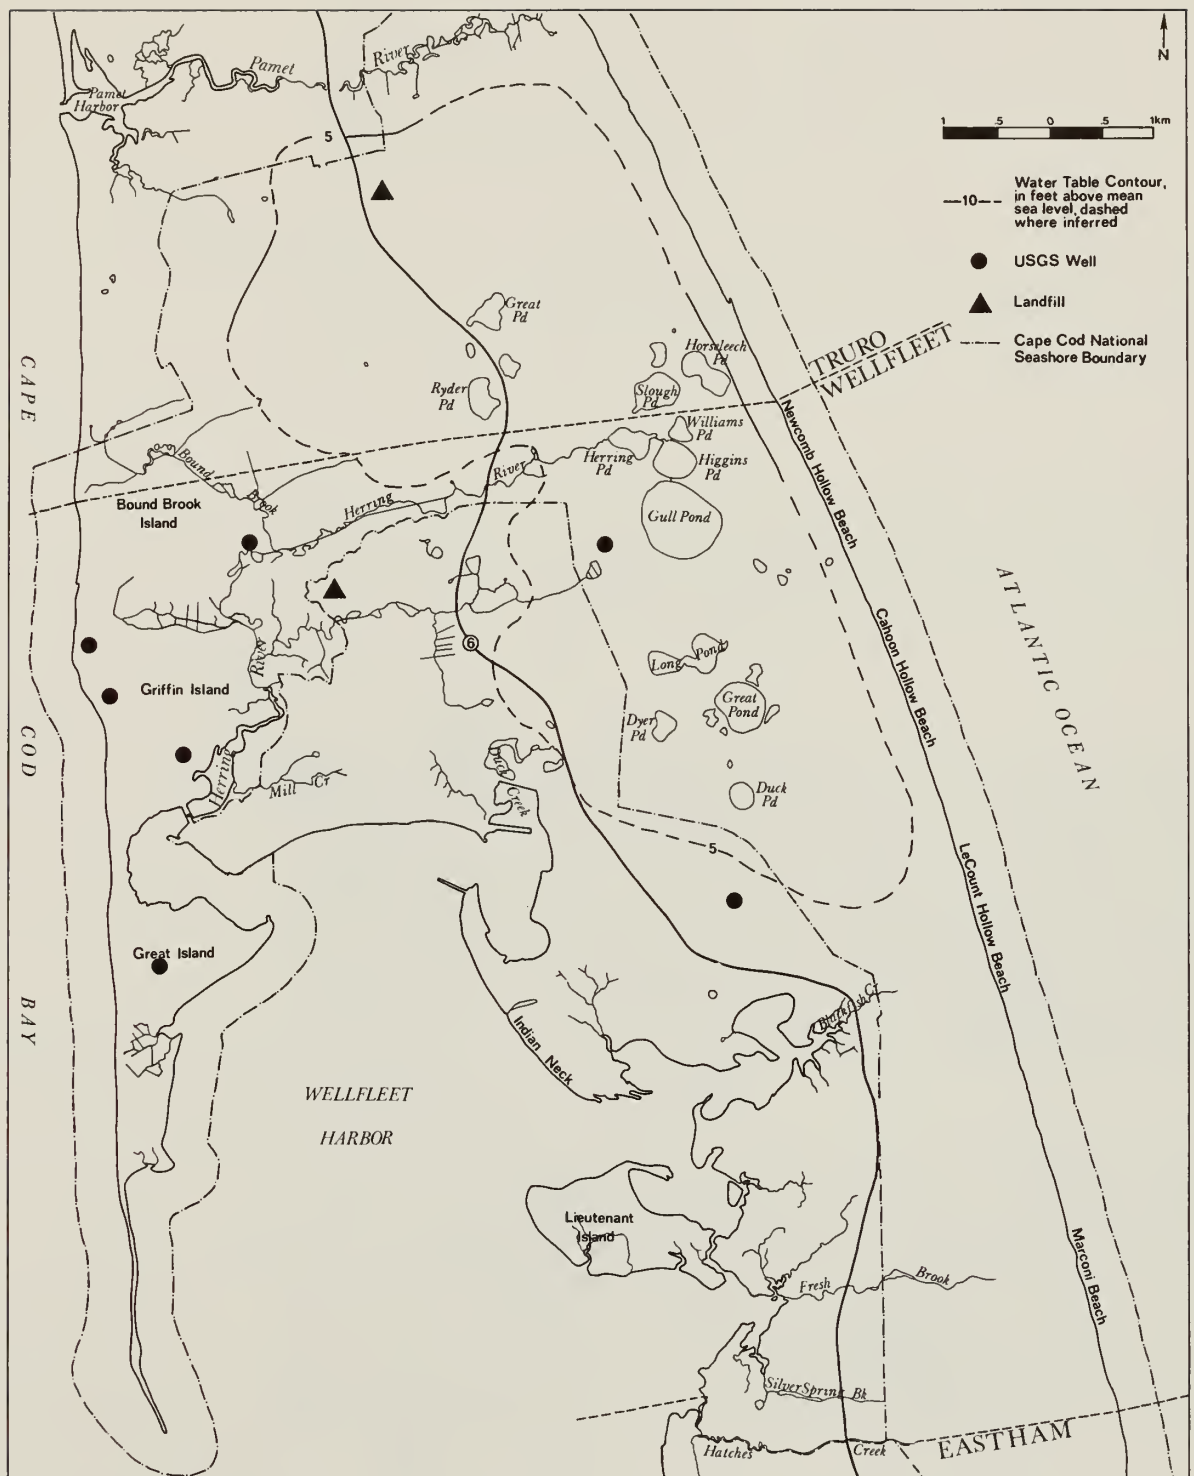 N
Pamet
River
Pamet
Harbor
5
1 .5 0 .5 1km
—10–– Water Table Contour,
in feet above mean
sea level, dashed
where inferred
USGS Well
Landfill
Cape Cod National
Seashore Boundary
Great
Pd
Horseleech
Pd
TRURO
WELLFLEET
Ryder
Pd
Slough
Pd
Williams
Pd
Newcomb Hollow Beach
Herring
Pd
Higgins
Pd
River
Herring
Bound
Brook
Bound Brook
Island
Gull Pond
CAPE
COD
BAY
ATLANTIC OCEAN
Cahoon Hollow Beach
6
River
Long Pond
Griffin Island
Great
Pond
Dyer
Pd
Herring
Mill Cr
Duck
Creek
Duck
Pd
5
LeCount Hollow Beach
Great Island
Blackfish Cr
Indian Neck
WELLFLEET
HARBOR
Lieutenant
Island
Marconi Beach
Fresh
Brook
Silver Spring Bk
Hatches
Creek
EASTHAM